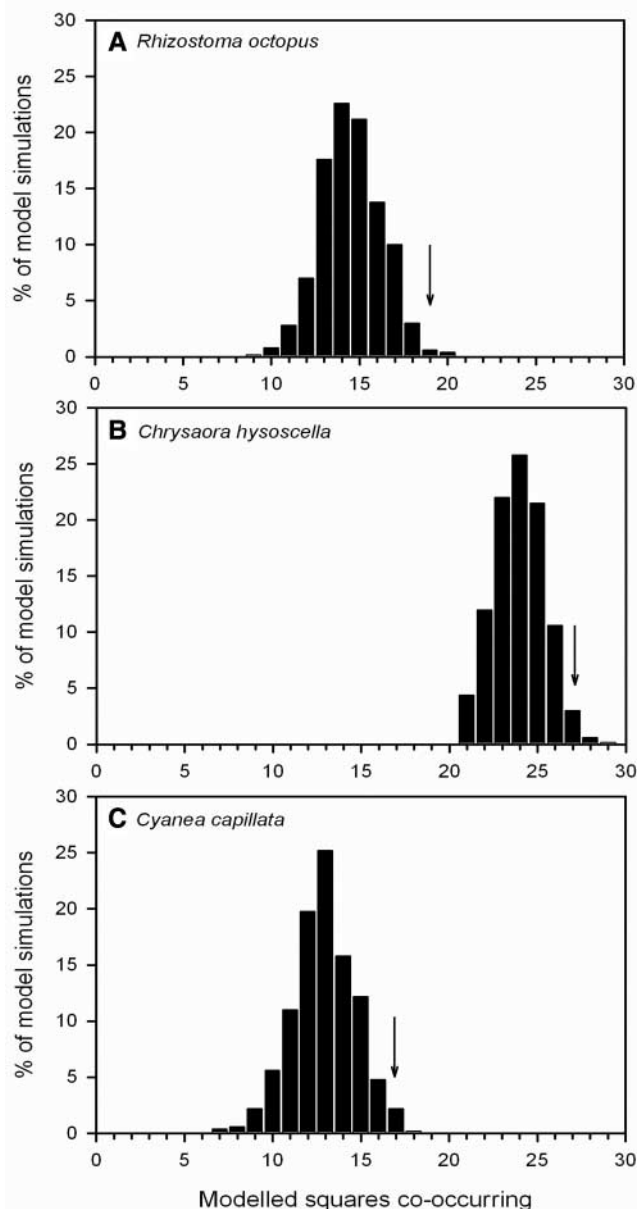 30
A Rhizostoma octopus
25
20
15
10
5
0
% of model simulations
0 5 10 15 20 25 30
30
B Chrysaora hysoscella
25
20
15
10
5
0
% of model simulations
0 5 10 15 20 25 30
30
C Cyanea capillata
25
20
15
10
5
0
% of model simulations
0 5 10 15 20 25 30
Modelled squares co-occurring